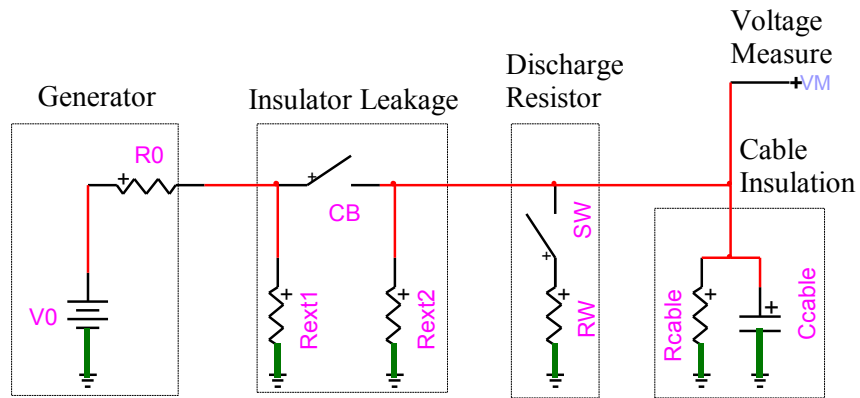 Voltage
Measure
VM
Discharge
Resistor
Generator
Insulator Leakage
Cable
Insulation
R0
CB
SW
V0
Rext1
Rext2
RW
Rcable
Ccable